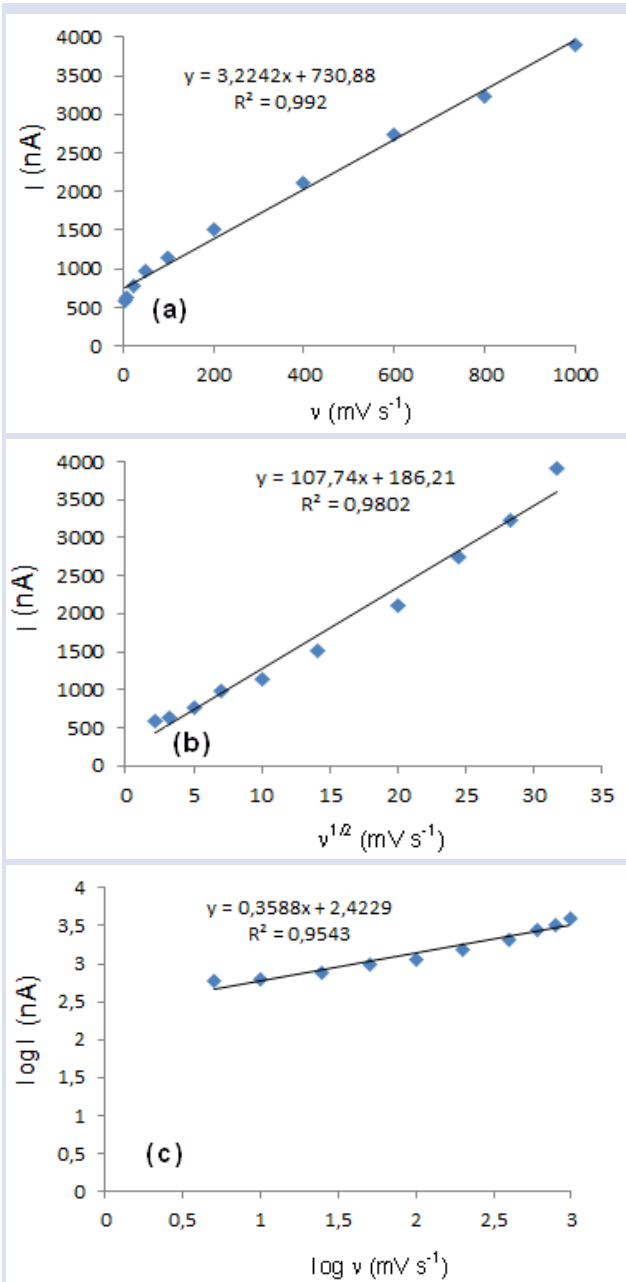 4000
3500
3000
2500
2000
1500
1000
500
0
I (nA)
y = 3,2242x + 730,88
R² = 0,992
(a)
0 200 400 600 800 1000
ν (mV s⁻¹)
4000
3500
3000
2500
2000
1500
1000
500
0
I (nA)
y = 107,74x + 186,21
R² = 0,9802
(b)
0 5 10 15 20 25 30 35
ν¹ᐟ² (mV s⁻¹)
4
3,5
3
2,5
2
1,5
1
0,5
0
log I (nA)
y = 0,3588x + 2,4229
R² = 0,9543
(c)
0 0,5 1 1,5 2 2,5 3
log ν (mV s⁻¹)